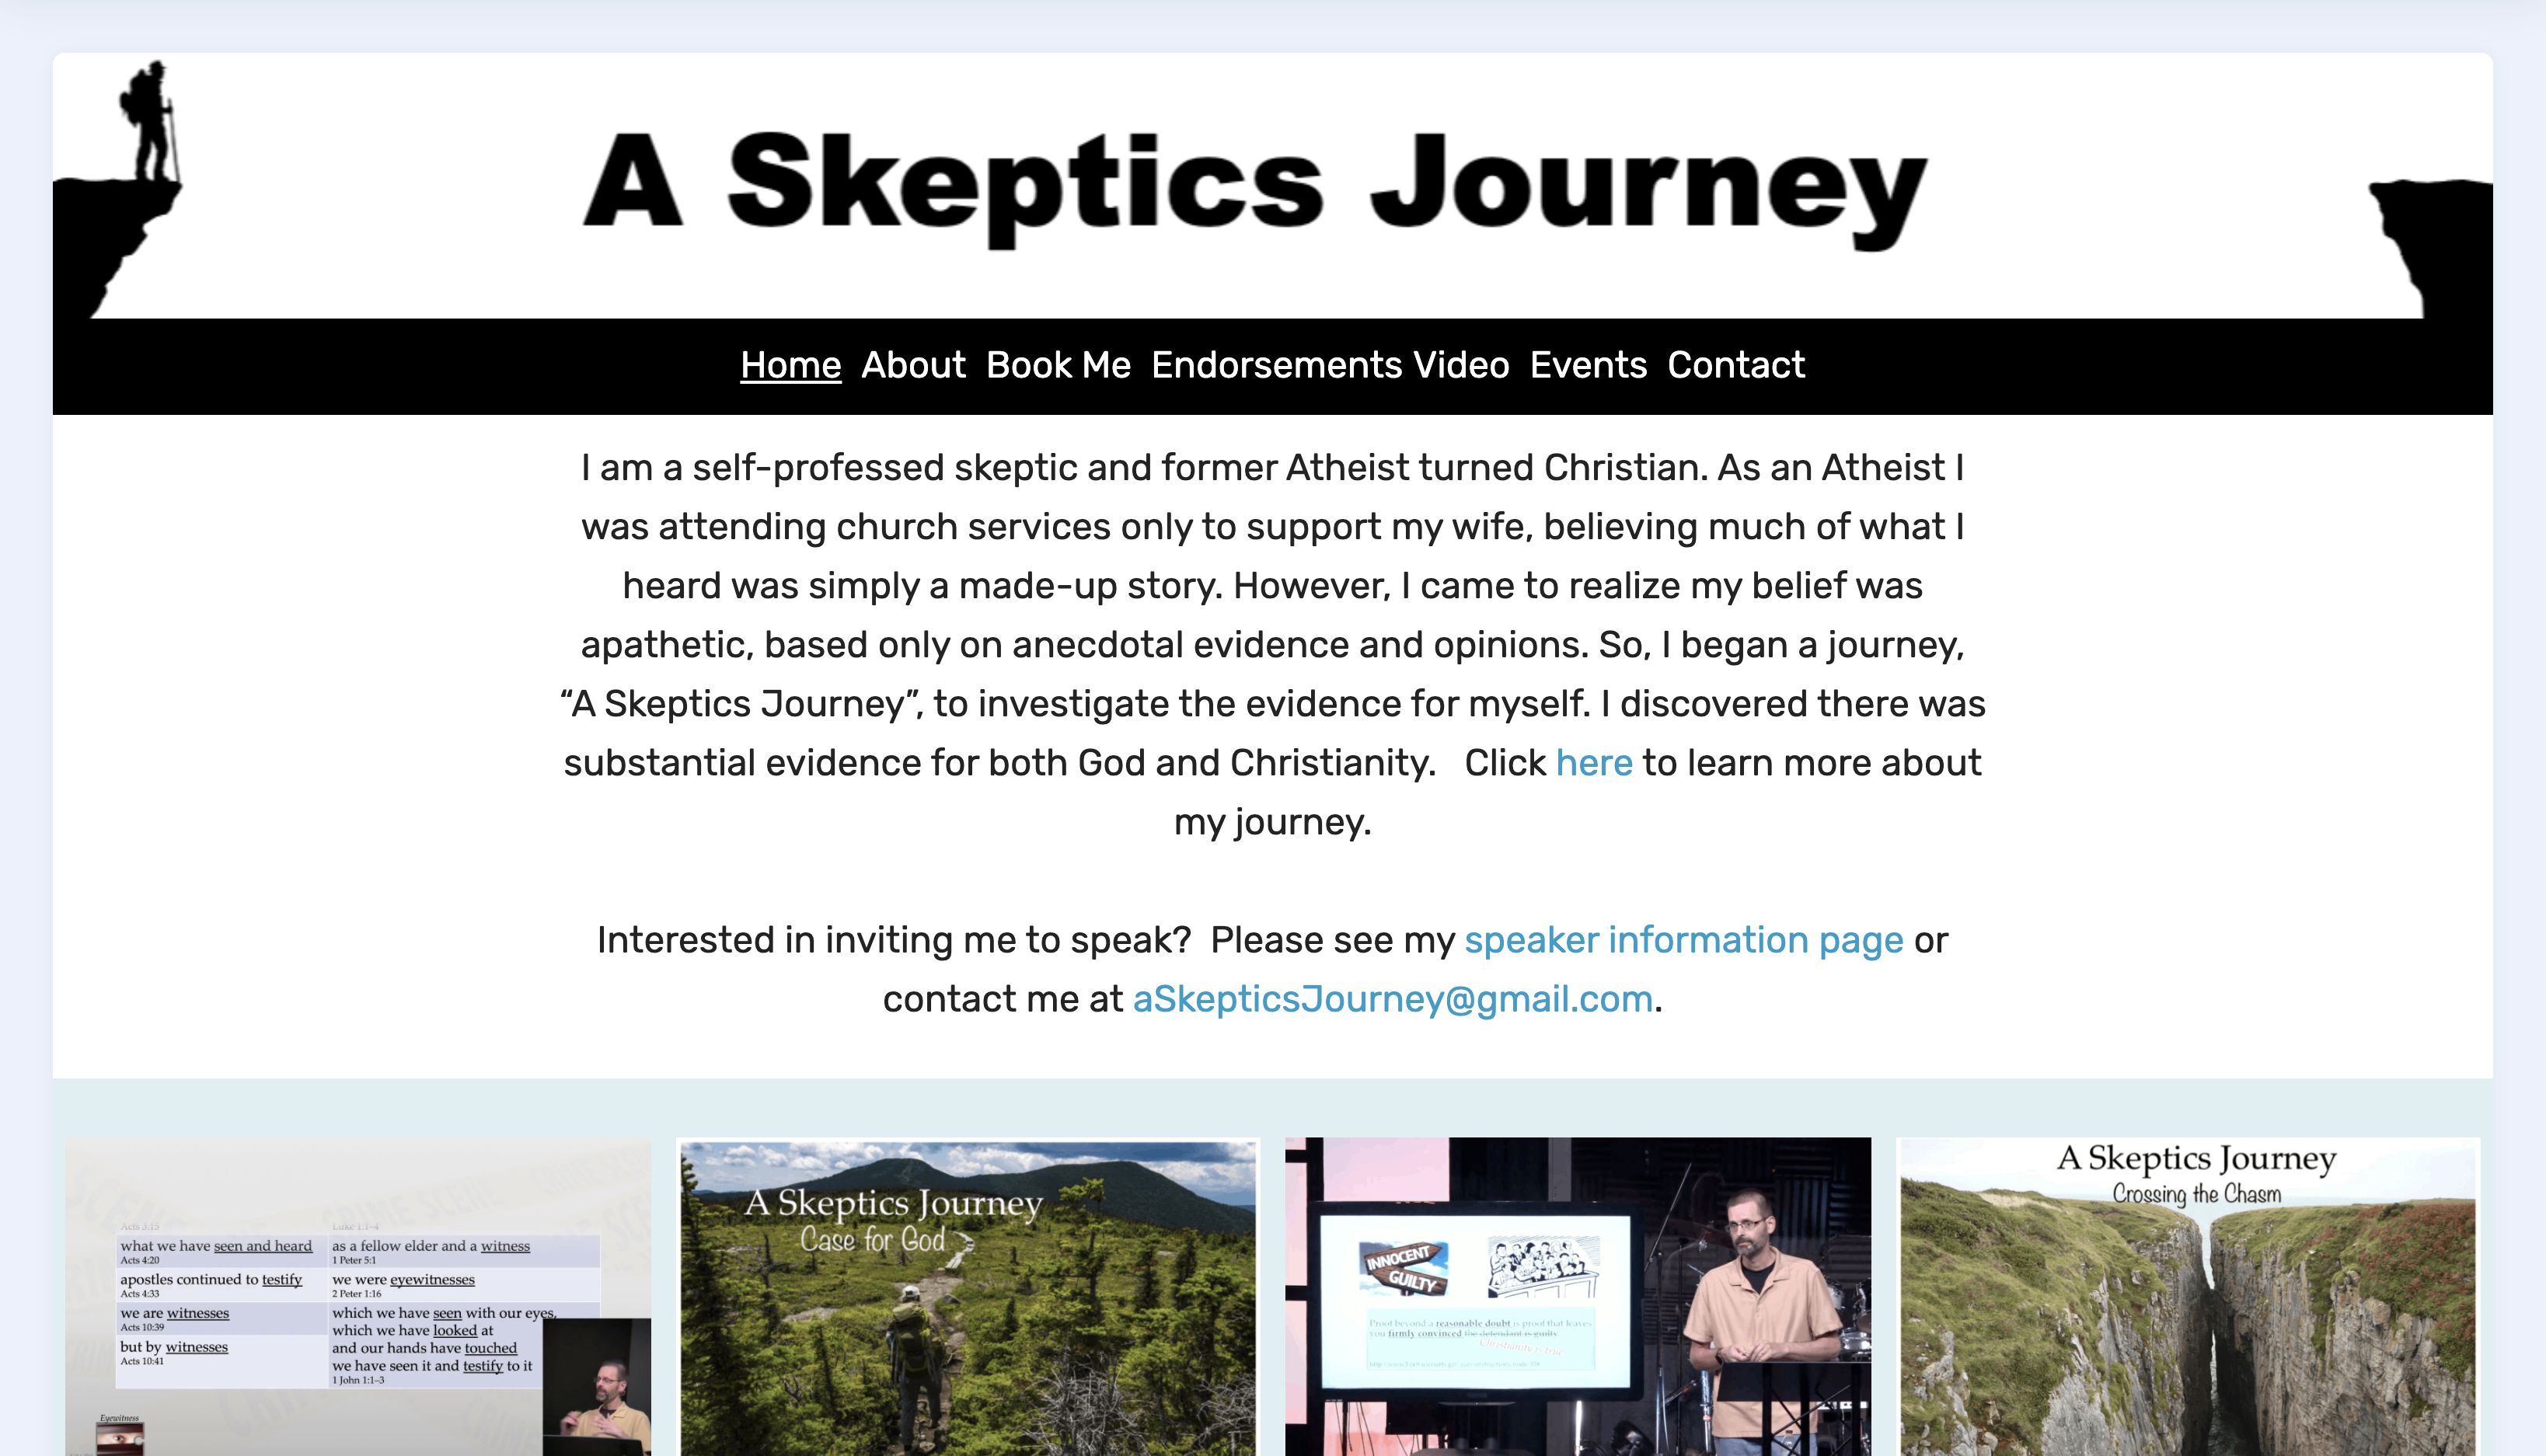 A Skeptics Journey
Home About Book Me Endorsements Video Events Contact
I am a self-professed skeptic and former Atheist turned Christian. As an Atheist I
was attending church services only to support my wife, believing much of what I
heard was simply a made-up story. However, I came to realize my belief was
apathetic, based only on anecdotal evidence and opinions. So, I began a journey,
“A Skeptics Journey”, to investigate the evidence for myself. I discovered there was
substantial evidence for both God and Christianity. Click here to learn more about
my journey.
Interested in inviting me to speak? Please see my speaker information page or
contact me at aSkepticsJourney@gmail.com.
Acts 3:15
Luke 1:1-4
what we have seen and heard
Acts 4:20
as a fellow elder and a witness
1 Peter 5:1
apostles continued to testify
Acts 4:33
we were eyewitnesses
2 Peter 1:16
we are witnesses
Acts 10:39
but by witnesses
Acts 10:41
which we have seen with our eyes,
which we have looked at
and our hands have touched
we have seen it and testify to it
1 John 1:1–3
Eyewitness
A Skeptics Journey
Case for God
INNOCENT
GUILTY
Proof beyond a reasonable doubt is proof that leaves
you firmly convinced the defendant is guilty
Christianity is true
A Skeptics Journey
Crossing the Chasm